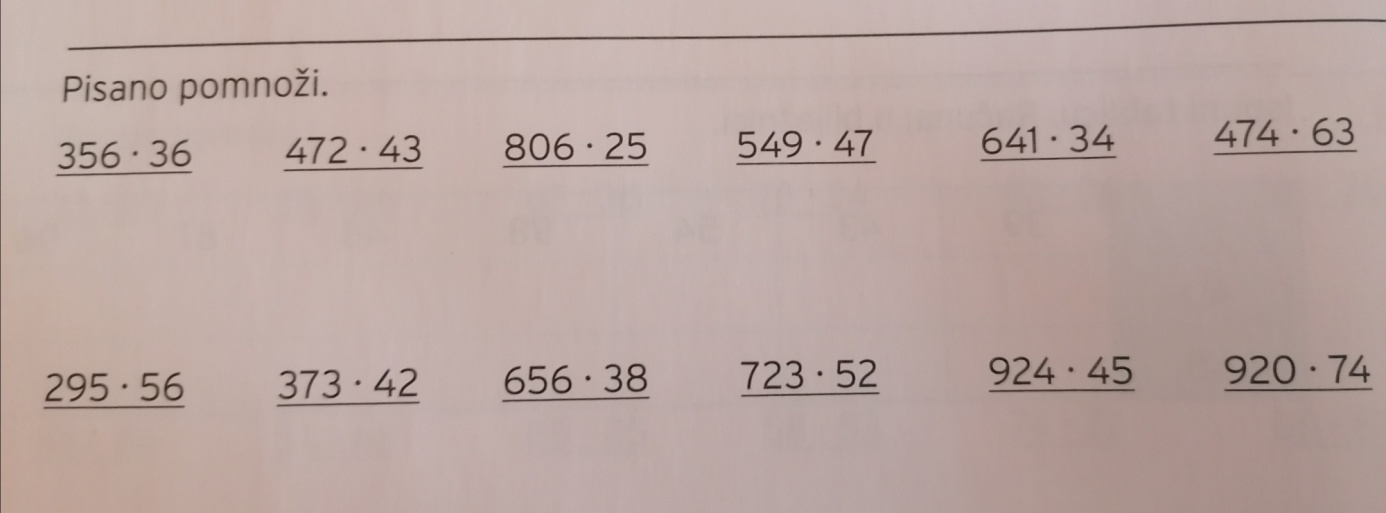 Pisano pomnoži.
356 · 36 472 · 43 806 · 25 549 · 47 641 · 34 474 · 63
295 · 56 373 · 42 656 · 38 723 · 52 924 · 45 920 · 74